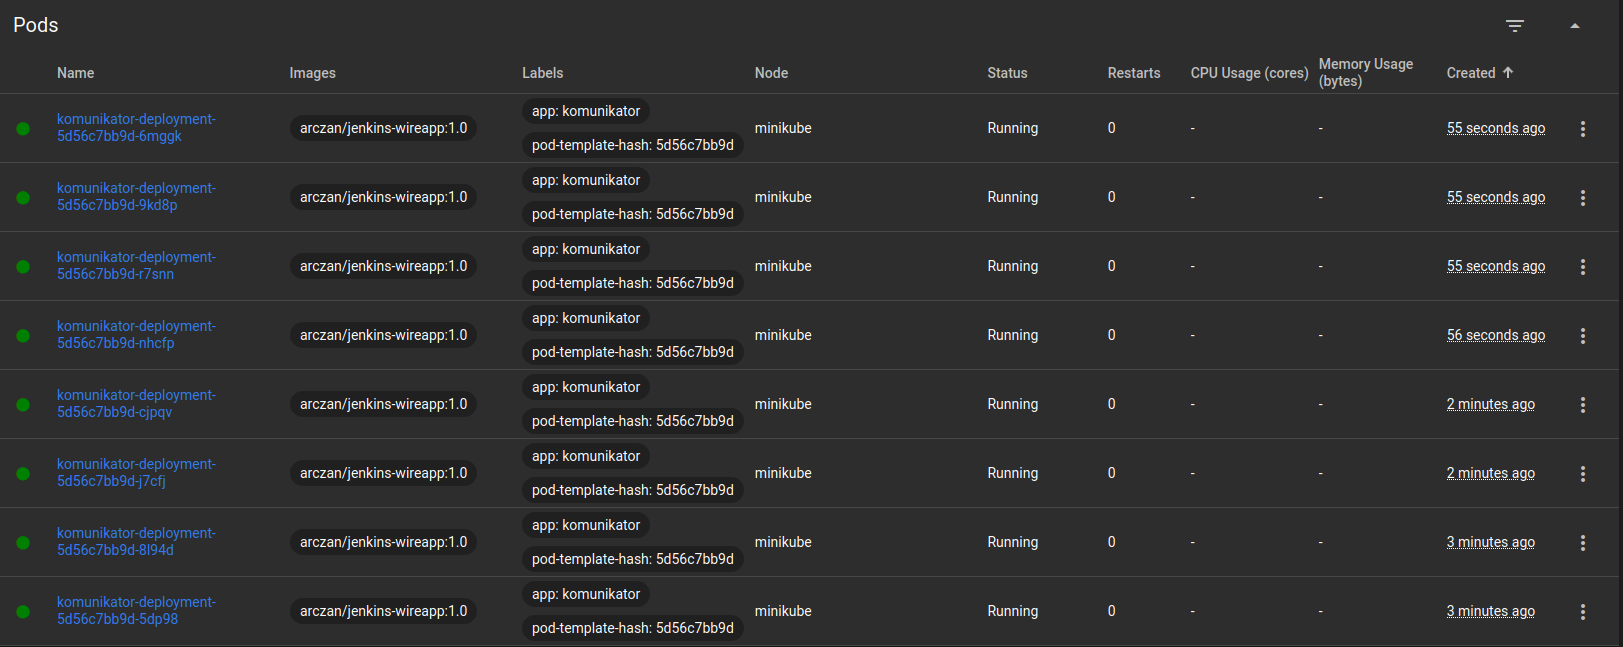 Pods
Name Images Labels Node Status Restarts CPU Usage (cores) Memory Usage (bytes) Created
komunikator-deployment-5d56c7bb9d-6mggk arczan/jenkins-wireapp:1.0 app: komunikator pod-template-hash: 5d56c7bb9d minikube Running 0 - - 55 seconds ago
komunikator-deployment-5d56c7bb9d-9kd8p arczan/jenkins-wireapp:1.0 app: komunikator pod-template-hash: 5d56c7bb9d minikube Running 0 - - 55 seconds ago
komunikator-deployment-5d56c7bb9d-r7snn arczan/jenkins-wireapp:1.0 app: komunikator pod-template-hash: 5d56c7bb9d minikube Running 0 - - 55 seconds ago
komunikator-deployment-5d56c7bb9d-nhcfp arczan/jenkins-wireapp:1.0 app: komunikator pod-template-hash: 5d56c7bb9d minikube Running 0 - - 56 seconds ago
komunikator-deployment-5d56c7bb9d-cjpqv arczan/jenkins-wireapp:1.0 app: komunikator pod-template-hash: 5d56c7bb9d minikube Running 0 - - 2 minutes ago
komunikator-deployment-5d56c7bb9d-j7cfj arczan/jenkins-wireapp:1.0 app: komunikator pod-template-hash: 5d56c7bb9d minikube Running 0 - - 2 minutes ago
komunikator-deployment-5d56c7bb9d-8l94d arczan/jenkins-wireapp:1.0 app: komunikator pod-template-hash: 5d56c7bb9d minikube Running 0 - - 3 minutes ago
komunikator-deployment-5d56c7bb9d-5dp98 arczan/jenkins-wireapp:1.0 app: komunikator pod-template-hash: 5d56c7bb9d minikube Running 0 - - 3 minutes ago